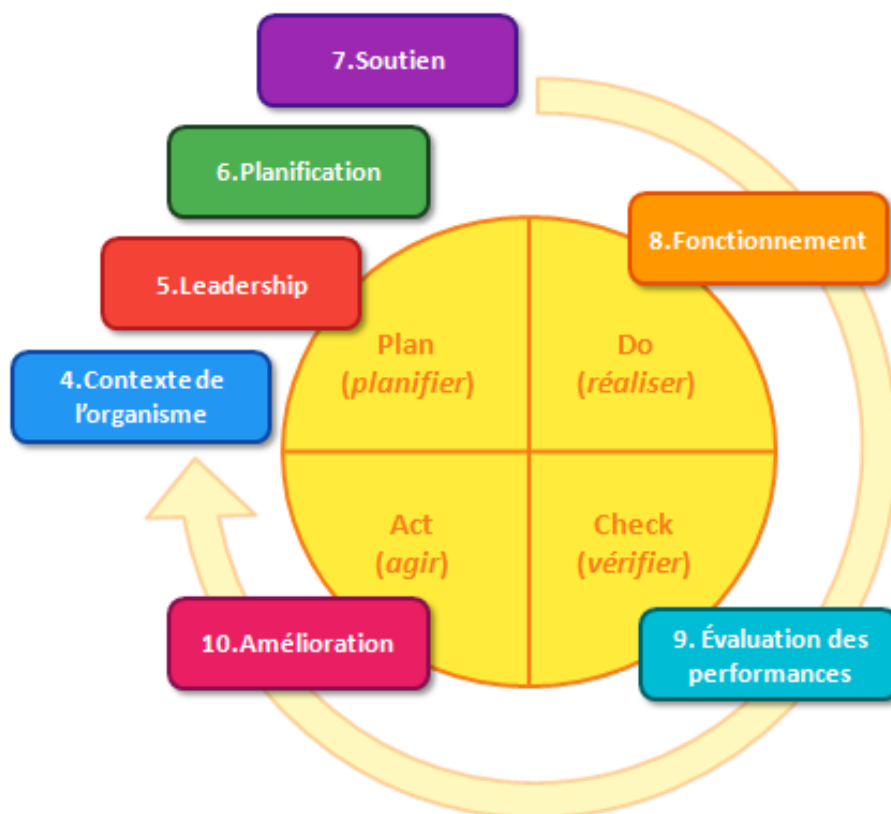 7.Soutien
6.Planification
8.Fonctionnement
5.Leadership
Plan
(planifier)
Do
(réaliser)
4.Contexte de
l'organisme
Act
(agir)
Check
(vérifier)
10.Amélioration
9. Évaluation des
performances